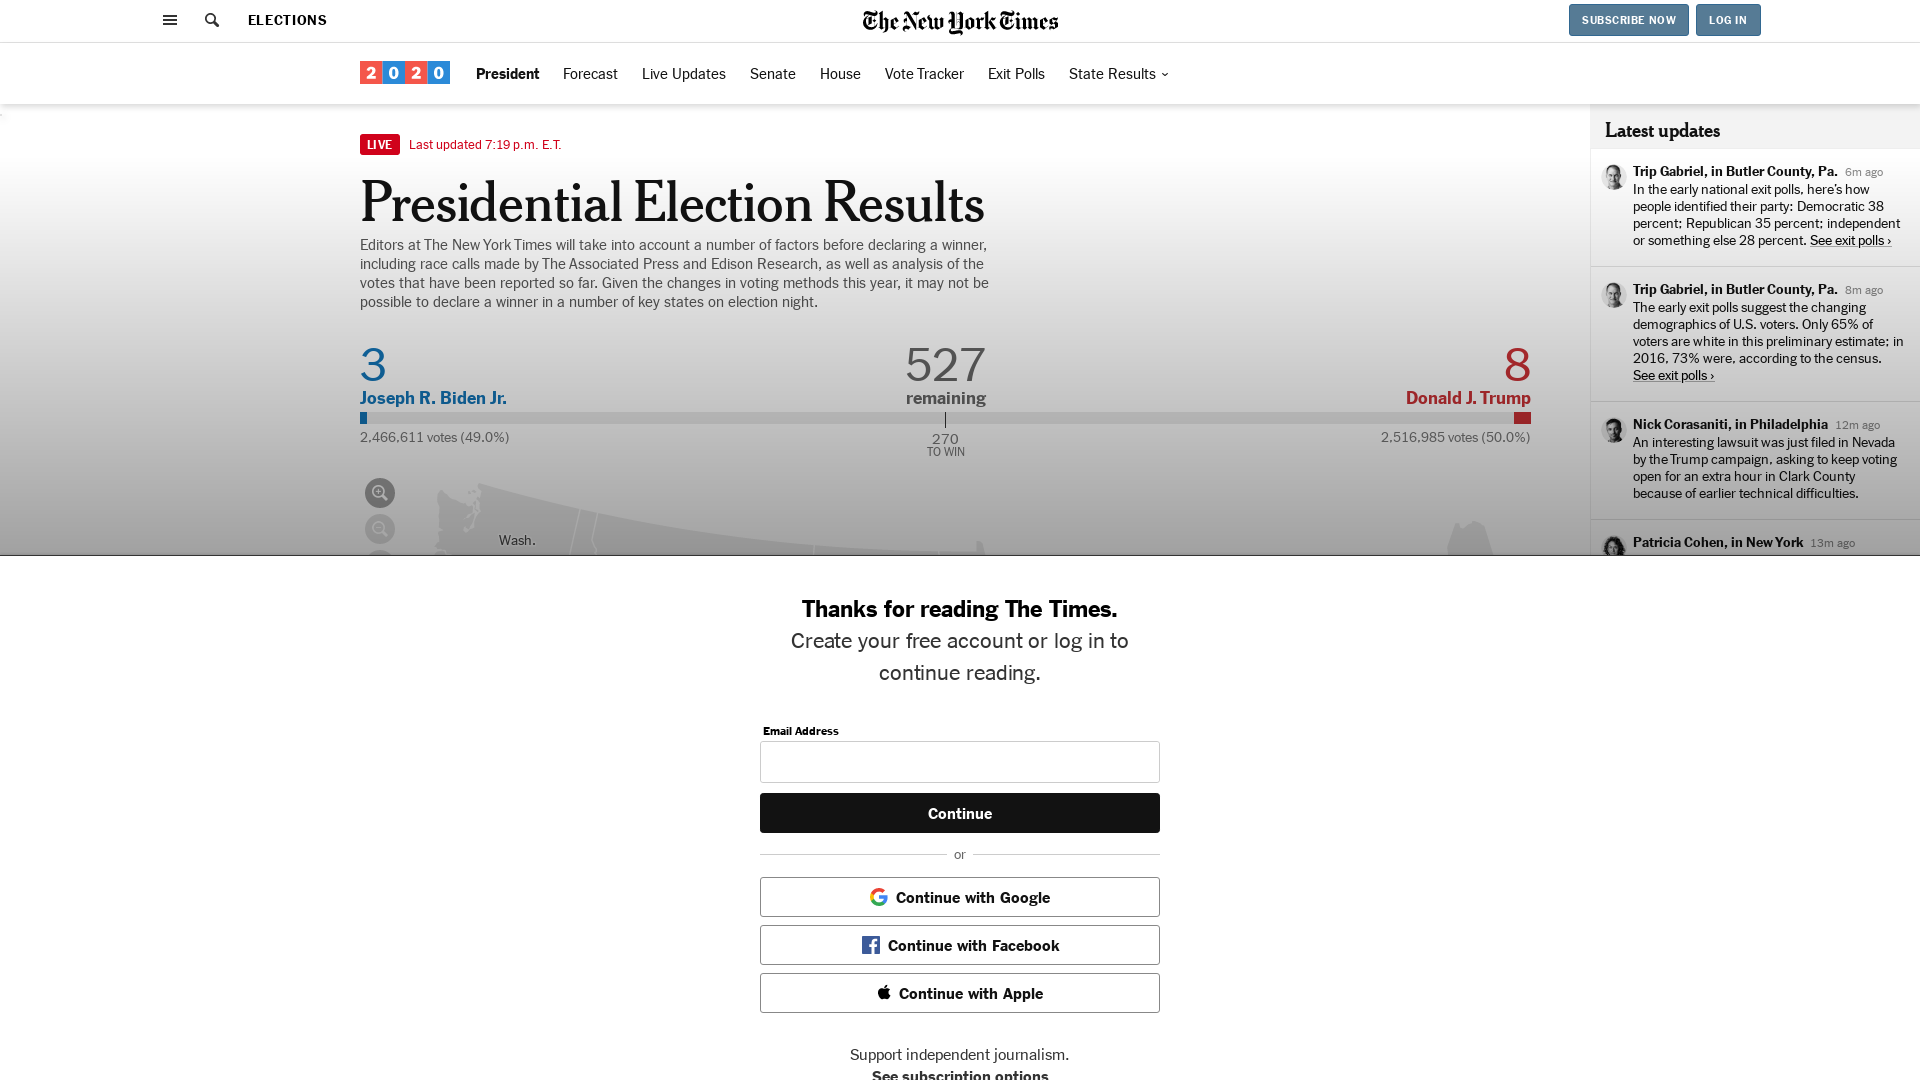 ELECTIONS
The New York Times
SUBSCRIBE NOW
LOG IN
2020
President
Forecast
Live Updates
Senate
House
Vote Tracker
Exit Polls
State Results
LIVE
Last updated 7:19 p.m. E.T.
Presidential Election Results
Editors at The New York Times will take into account a number of factors before declaring a winner,
including race calls made by The Associated Press and Edison Research, as well as analysis of the
votes that have been reported so far. Given the changes in voting methods this year, it may not be
possible to declare a winner in a number of key states on election night.
3
Joseph R. Biden Jr.
2,466,611 votes (49.0%)
527
remaining
270
TO WIN
8
Donald J. Trump
2,516,985 votes (50.0%)
Wash.
Latest updates
Trip Gabriel, in Butler County, Pa. 6m ago
In the early national exit polls, here’s how
people identified their party: Democratic 38
percent; Republican 35 percent; independent
or something else 28 percent. See exit polls ›
Trip Gabriel, in Butler County, Pa. 8m ago
The early exit polls suggest the changing
demographics of U.S. voters. Only 65% of
voters are white in this preliminary estimate; in
2016, 73% were, according to the census.
See exit polls ›
Nick Corasaniti, in Philadelphia 12m ago
An interesting lawsuit was just filed in Nevada
by the Trump campaign, asking to keep voting
open for an extra hour in Clark County
because of earlier technical difficulties.
Patricia Cohen, in New York 13m ago
Thanks for reading The Times.
Create your free account or log in to
continue reading.
Email Address
Continue
or
Continue with Google
Continue with Facebook
Continue with Apple
Support independent journalism.
See subscription options